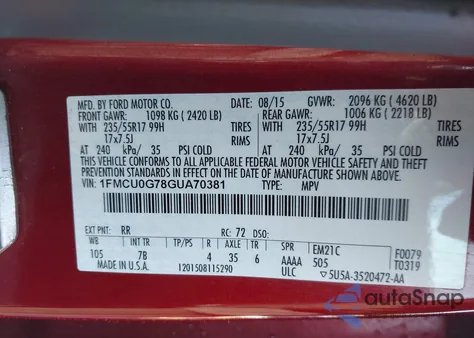 MFD. BY FORD MOTOR CO. 08/15 GVWR: 2096 KG ( 4620 LB)
FRONT GAWR: 1098 KG ( 2420 LB) REAR GAWR: 1006 KG ( 2218 LB)
WITH 235/55R17 99H TIRES WITH 235/55R17 99H TIRES
17x7.5J RIMS 17x7.5J RIMS
AT 240 kPa/ 35 PSI COLD AT 240 kPa/ 35 PSI COLD
THIS VEHICLE CONFORMS TO ALL APPLICABLE FEDERAL MOTOR VEHICLE SAFETY AND THEFT
PREVENTION STANDARDS IN EFFECT ON THE DATE OF MANUFACTURE SHOWN ABOVE.
VIN: 1FMCU0G78GUA70381 TYPE: MPV
EXT PNT: RR RC: 72 DSO:
WB INT TR TP/PS R AXLE TR SPR EM21C F0079
105 7B 4 35 6 AAAA 505 T0319
MADE IN U.S.A. 1201508115290 ULC 5U5A-3520472-AA
autoSnap